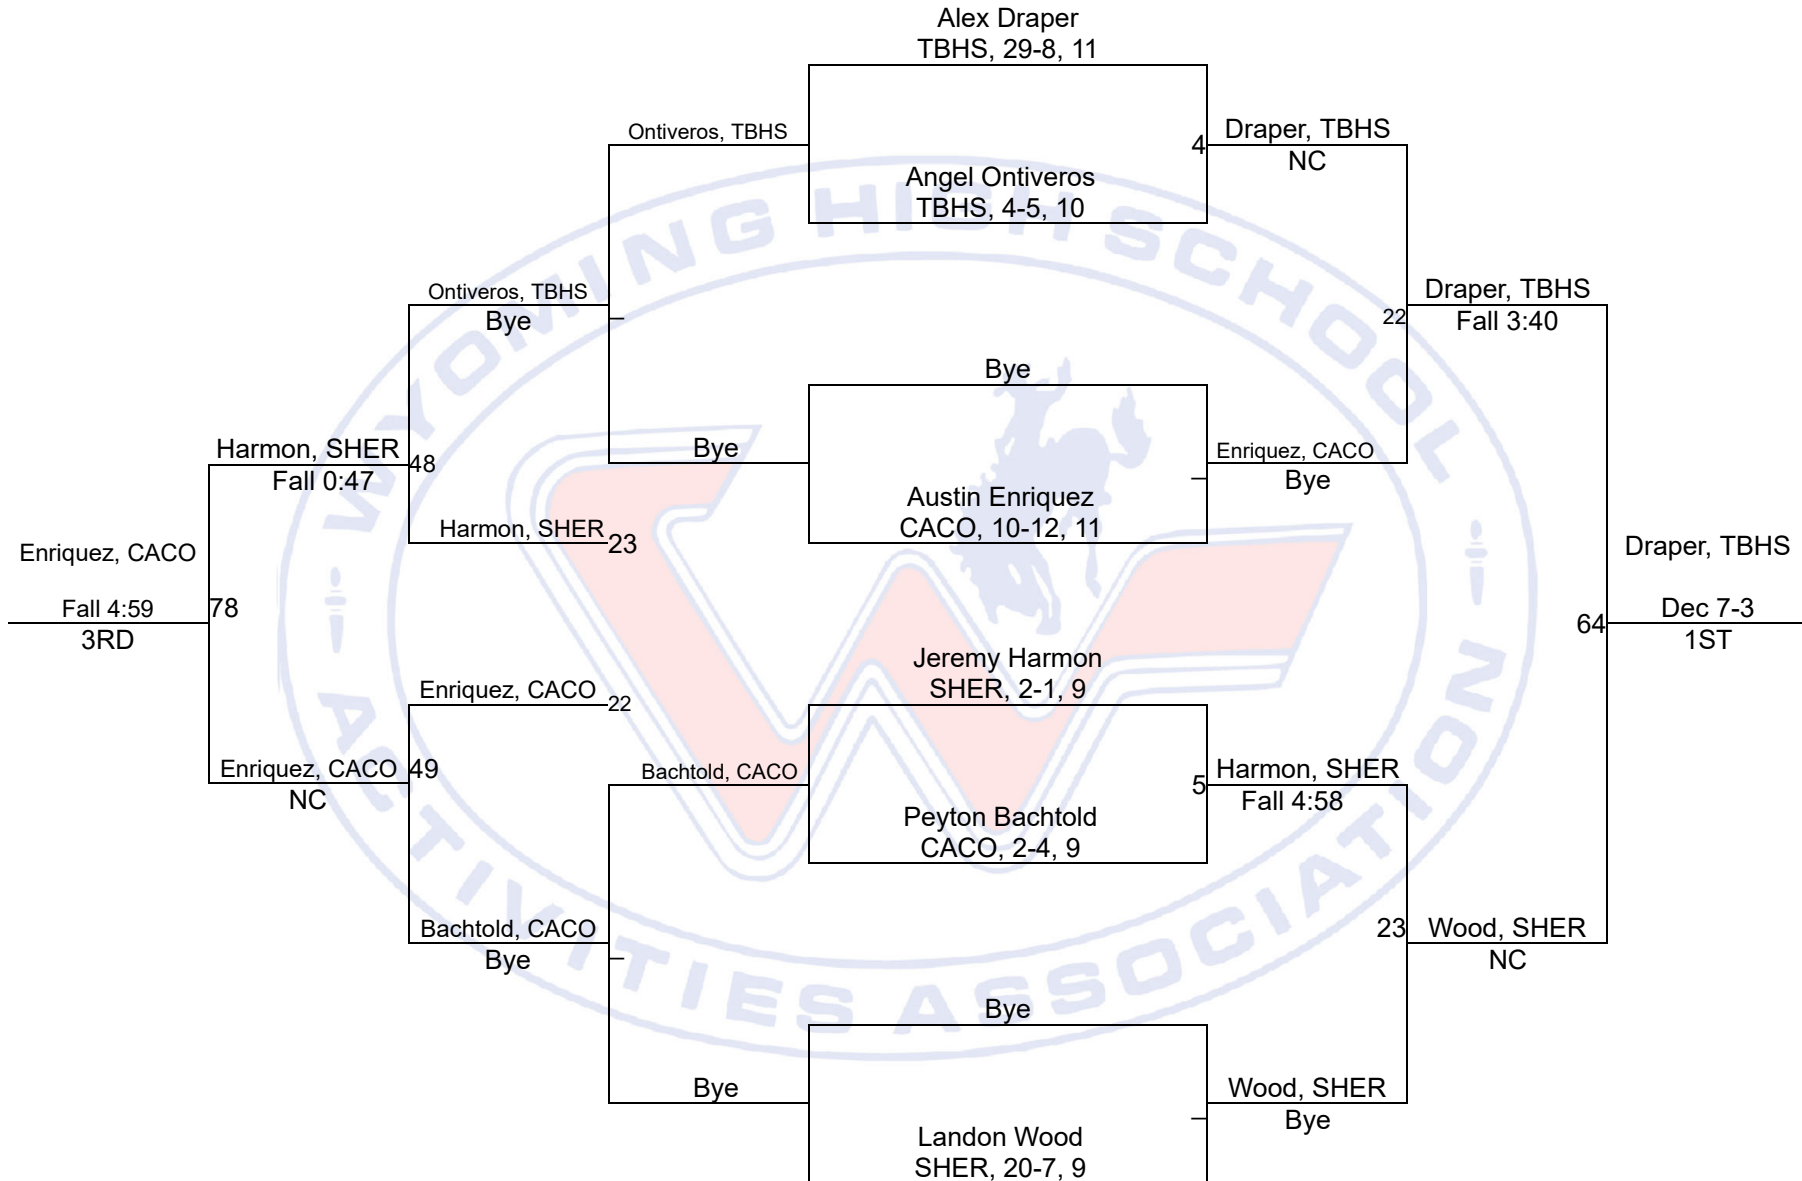 Alex Draper
TBHS, 29-8, 11
Ontiveros, TBHS
4
Draper, TBHS
NC
Angel Ontiveros
TBHS, 4-5, 10
Ontiveros, TBHS
Bye
Draper, TBHS
22
Fall 3:40
Bye
Harmon, SHER
48
Fall 0:47
Bye
Enriquez, CACO
Bye
Austin Enriquez
CACO, 10-12, 11
Harmon, SHER
23
Enriquez, CACO
Fall 4:59
78
3RD
Draper, TBHS
64
Dec 7-3
1ST
Jeremy Harmon
SHER, 2-1, 9
Enriquez, CACO
22
Enriquez, CACO
49
NC
Bachtold, CACO
5
Harmon, SHER
Fall 4:58
Peyton Bachtold
CACO, 2-4, 9
Bachtold, CACO
Bye
23
Wood, SHER
NC
Bye
Bye
Wood, SHER
Bye
Landon Wood
SHER, 20-7, 9
WYOMING HIGH SCHOOL
ACTIVITIES ASSOCIATION